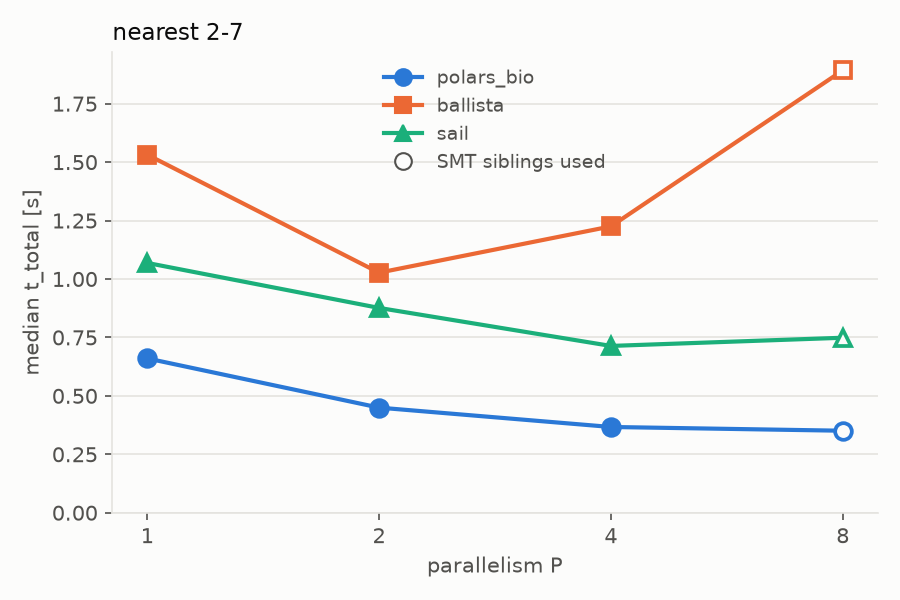 nearest 2-7
polars_bio
ballista
sail
SMT siblings used
median t_total [s]
1.75
1.50
1.25
1.00
0.75
0.50
0.25
0.00
1 2 4 8
parallelism P